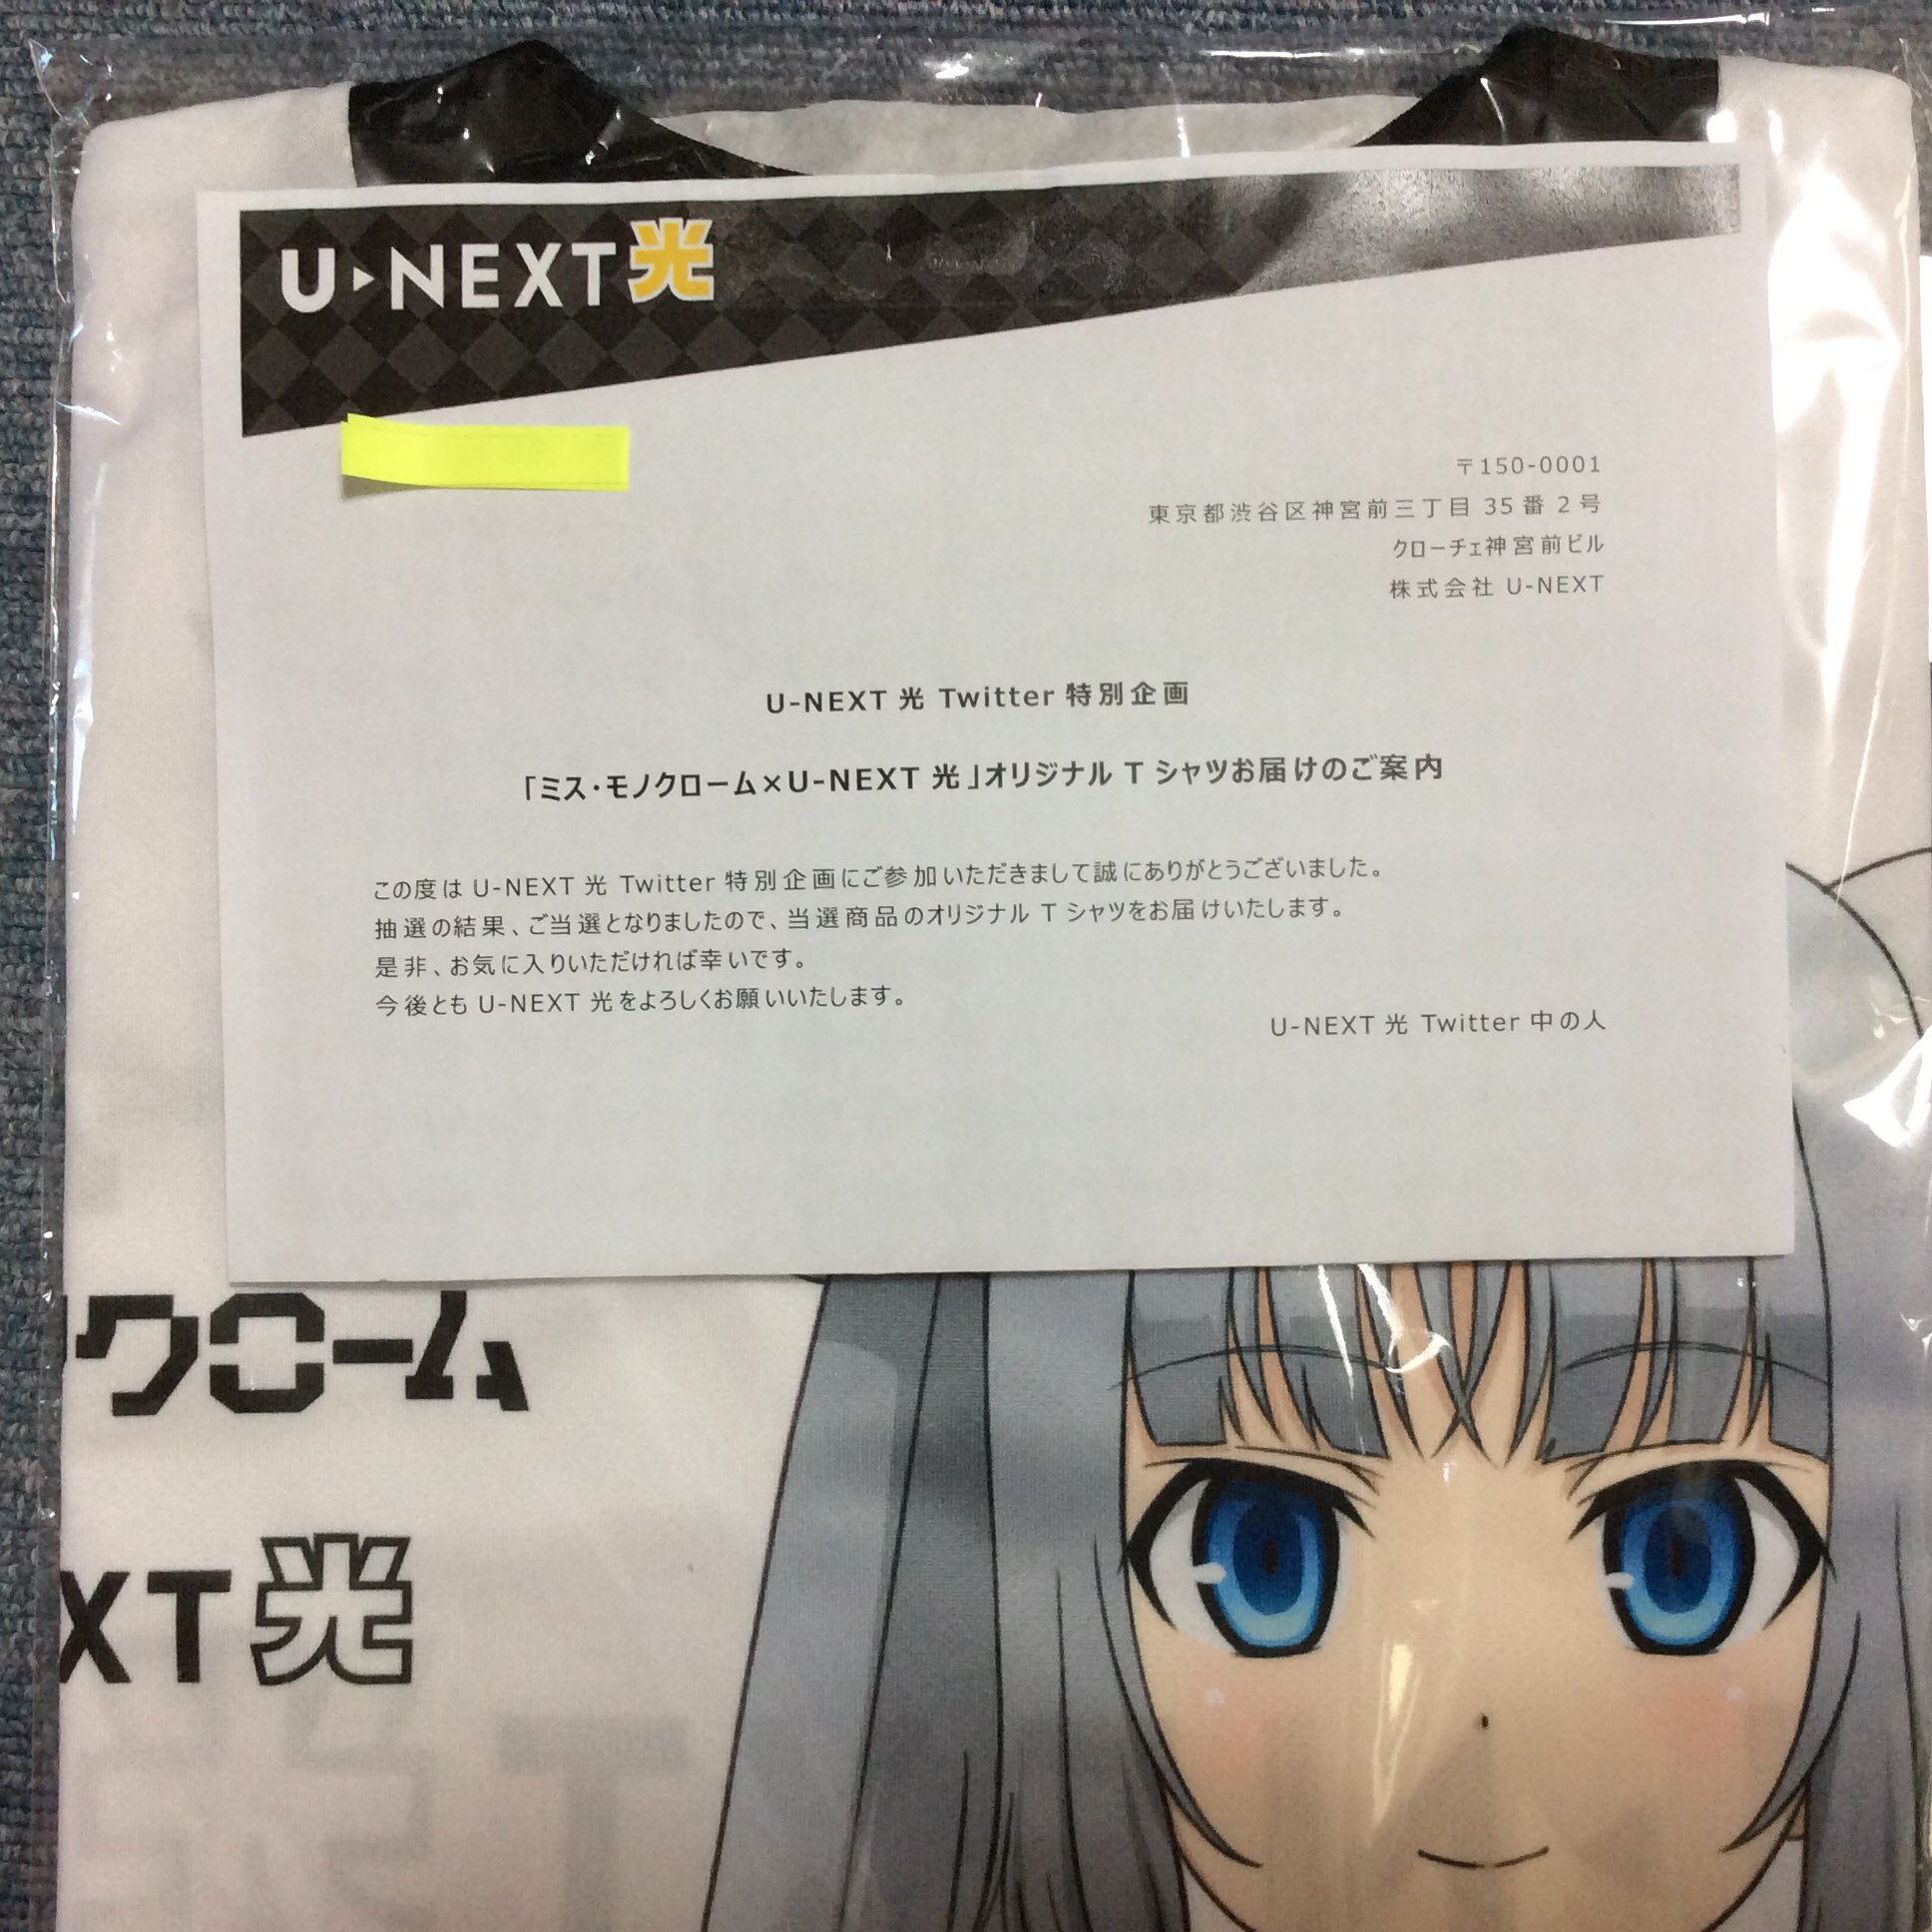 U-NEXT光
〒150-0001
東京都渋谷区神宮前三丁目 35 番 2 号
クローチェ神宮前ビル
株式会社 U-NEXT
U-NEXT 光 Twitter 特別企画
「ミス・モノクローム×U-NEXT 光」オリジナル T シャツお届けのご案内
この度は U-NEXT 光 Twitter 特別企画にご参加いただきまして誠にありがとうございました。
抽選の結果、ご当選となりましたので、当選商品のオリジナル T シャツをお届けいたします。
是非、お気に入りいただければ幸いです。
今後とも U-NEXT 光をよろしくお願いいたします。
U-NEXT 光 Twitter 中の人
クローム
XT光